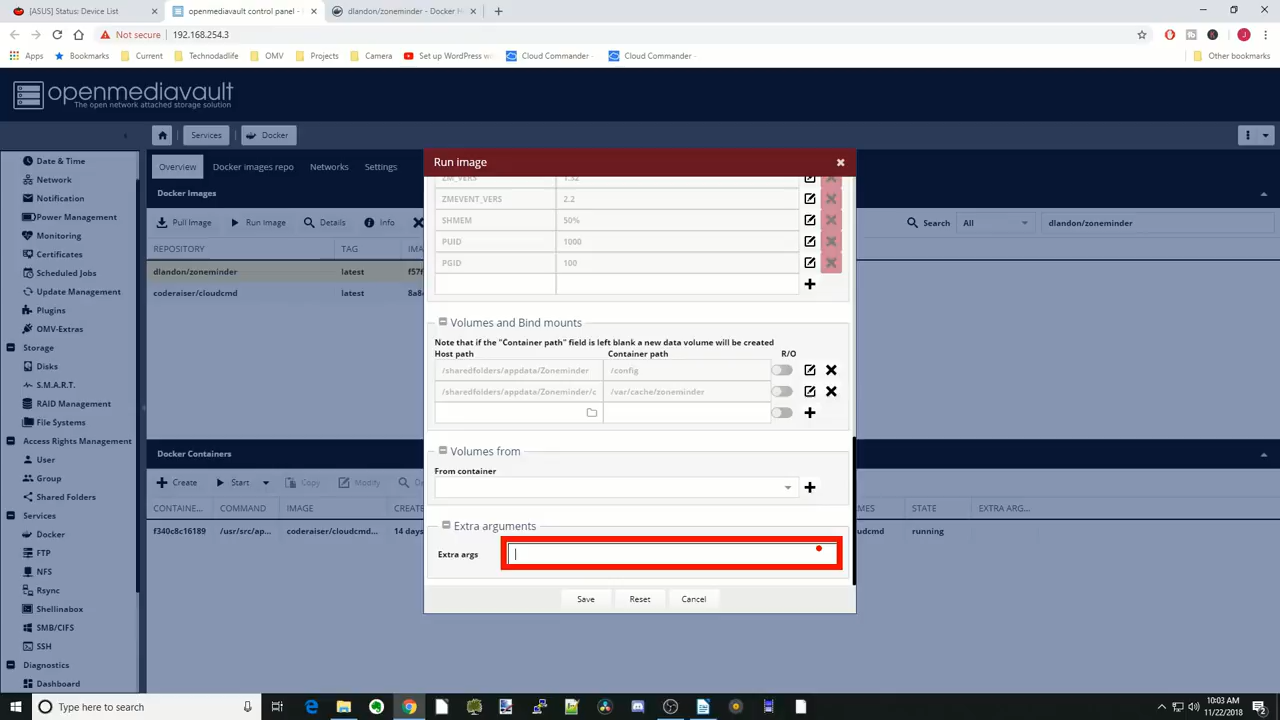 [ASUS] Status: Device List
openmediavault control panel -
dlandon/zoneminder - Docker H
Not secure
192.168.254.3
Apps
Bookmarks
Current
Technodadlife
OMV
Projects
Camera
Set up WordPress w
Cloud Commander -
Cloud Commander -
Other bookmarks
openmediavault
The open network attached storage solution
Services
Docker
Date & Time
Network
Notification
Power Management
Monitoring
Certificates
Scheduled Jobs
Update Management
Plugins
OMV-Extras
Storage
Disks
S.M.A.R.T.
RAID Management
File Systems
Access Rights Management
User
Group
Shared Folders
Services
Docker
FTP
NFS
Rsync
Shellinabox
SMB/CIFS
SSH
Diagnostics
Dashboard
Overview
Docker images repo
Networks
Settings
Docker Images
Pull Image
Run Image
Details
Info
Search
All
dlandon/zoneminder
REPOSITORY
TAG
IMA
dlandon/zoneminder
latest
f57f
coderaiser/cloudcmd
latest
8a8
Docker Containers
Create
Start
Copy
Modify
De
CONTAINE...
COMMAND
IMAGE
CREATE
MES
STATE
EXTRA ARG...
f340c8c16189
/usr/src/ap...
coderaiser/cloudcmd...
14 days
udcmd
running
Run image
ZM_VERS
1.32
ZMEVENT_VERS
2.2
SHMEM
50%
PUID
1000
PGID
100
Volumes and Bind mounts
Note that if the "Container path" field is left blank a new data volume will be created
Host path
Container path
R/O
/sharedfolders/appdata/Zoneminder
/config
/sharedfolders/appdata/Zoneminder/c
/var/cache/zoneminder
Volumes from
From container
Extra arguments
Extra args
Save
Reset
Cancel
Type here to search
10:03 AM
11/22/2018